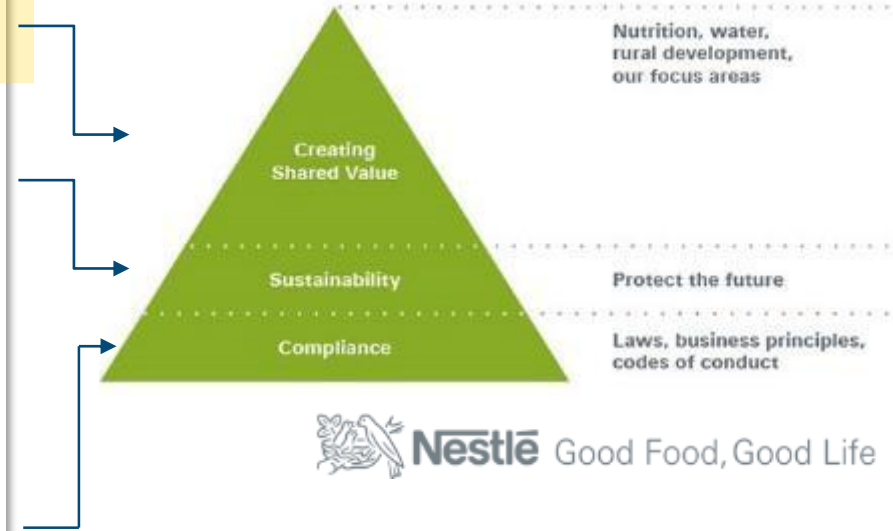 Nutrition, water,
rural development,
our focus areas
Creating
Shared Value
Sustainability
Protect the future
Compliance
Laws, business principles,
codes of conduct
Nestlé Good Food, Good Life